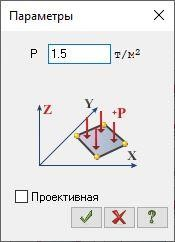 Параметры
P 1.5 т/м²
Z Y +P
X
Проективная